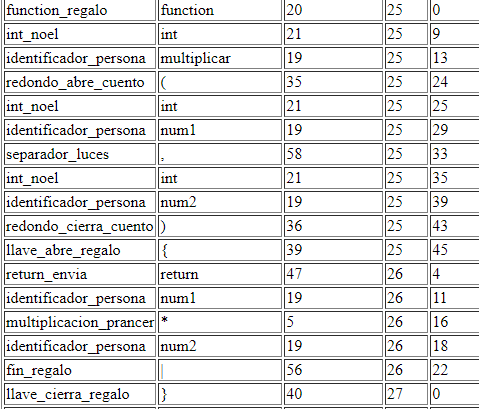 function_regalo function 20 25 0
int_noel int 21 25 9
identificador_persona multiplicar 19 25 13
redondo_abre_cuento ( 35 25 24
int_noel int 21 25 25
identificador_persona num1 19 25 29
separador_luces , 58 25 33
int_noel int 21 25 35
identificador_persona num2 19 25 39
redondo_cierra_cuento ) 36 25 43
llave_abre_regalo { 39 25 45
return_envia return 47 26 4
identificador_persona num1 19 26 11
multiplicacion_prancer * 5 26 16
identificador_persona num2 19 26 18
fin_regalo | 56 26 22
llave_cierra_regalo } 40 27 0